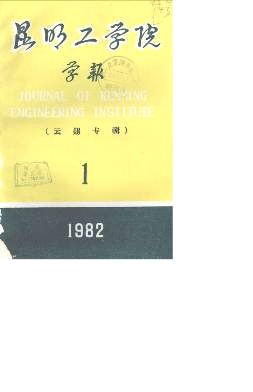 昆明工学院
学报
JOURNAL OF KUNMING
ENGINEERING INSTITUTE
(云锡专辑)
1
1982